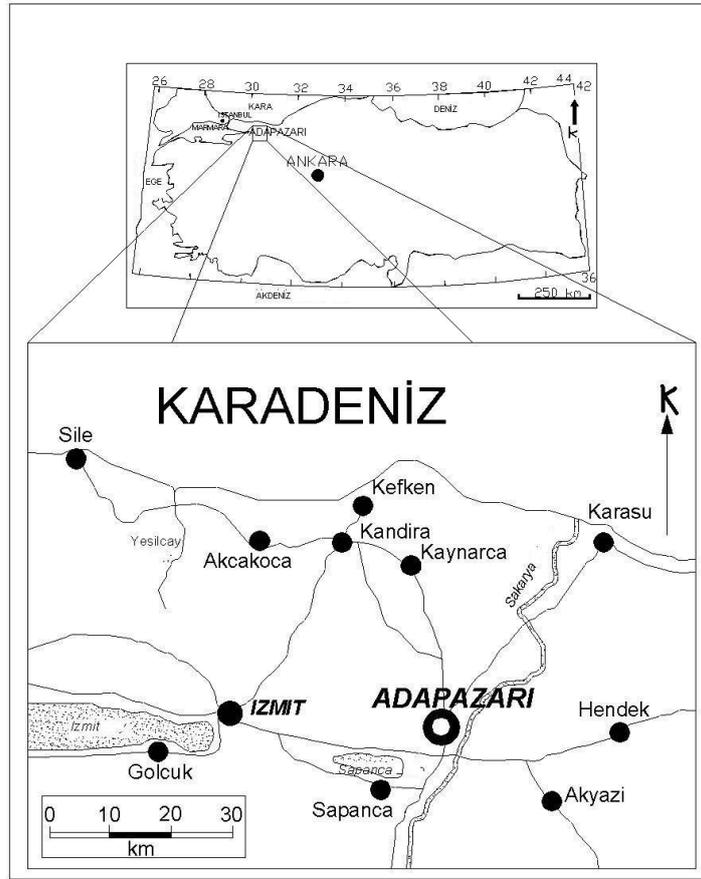 26 28 30 32 34 36 38 40 42 44 42
KARA DENİZ
İSTANBUL
MARMARA ADAPAZARI
K
ANKARA
EGE
36
AKDENİZ
250 km
KARADENİZ
K
Sile
Kefken
Karasu
Yesilcay
Akcakoca
Kandira
Kaynarca
Sakarya
IZMIT
ADAPAZARI
Hendek
Izmit
Golcuk
Sapanca
Sapanca
Akyazi
0 10 20 30
km